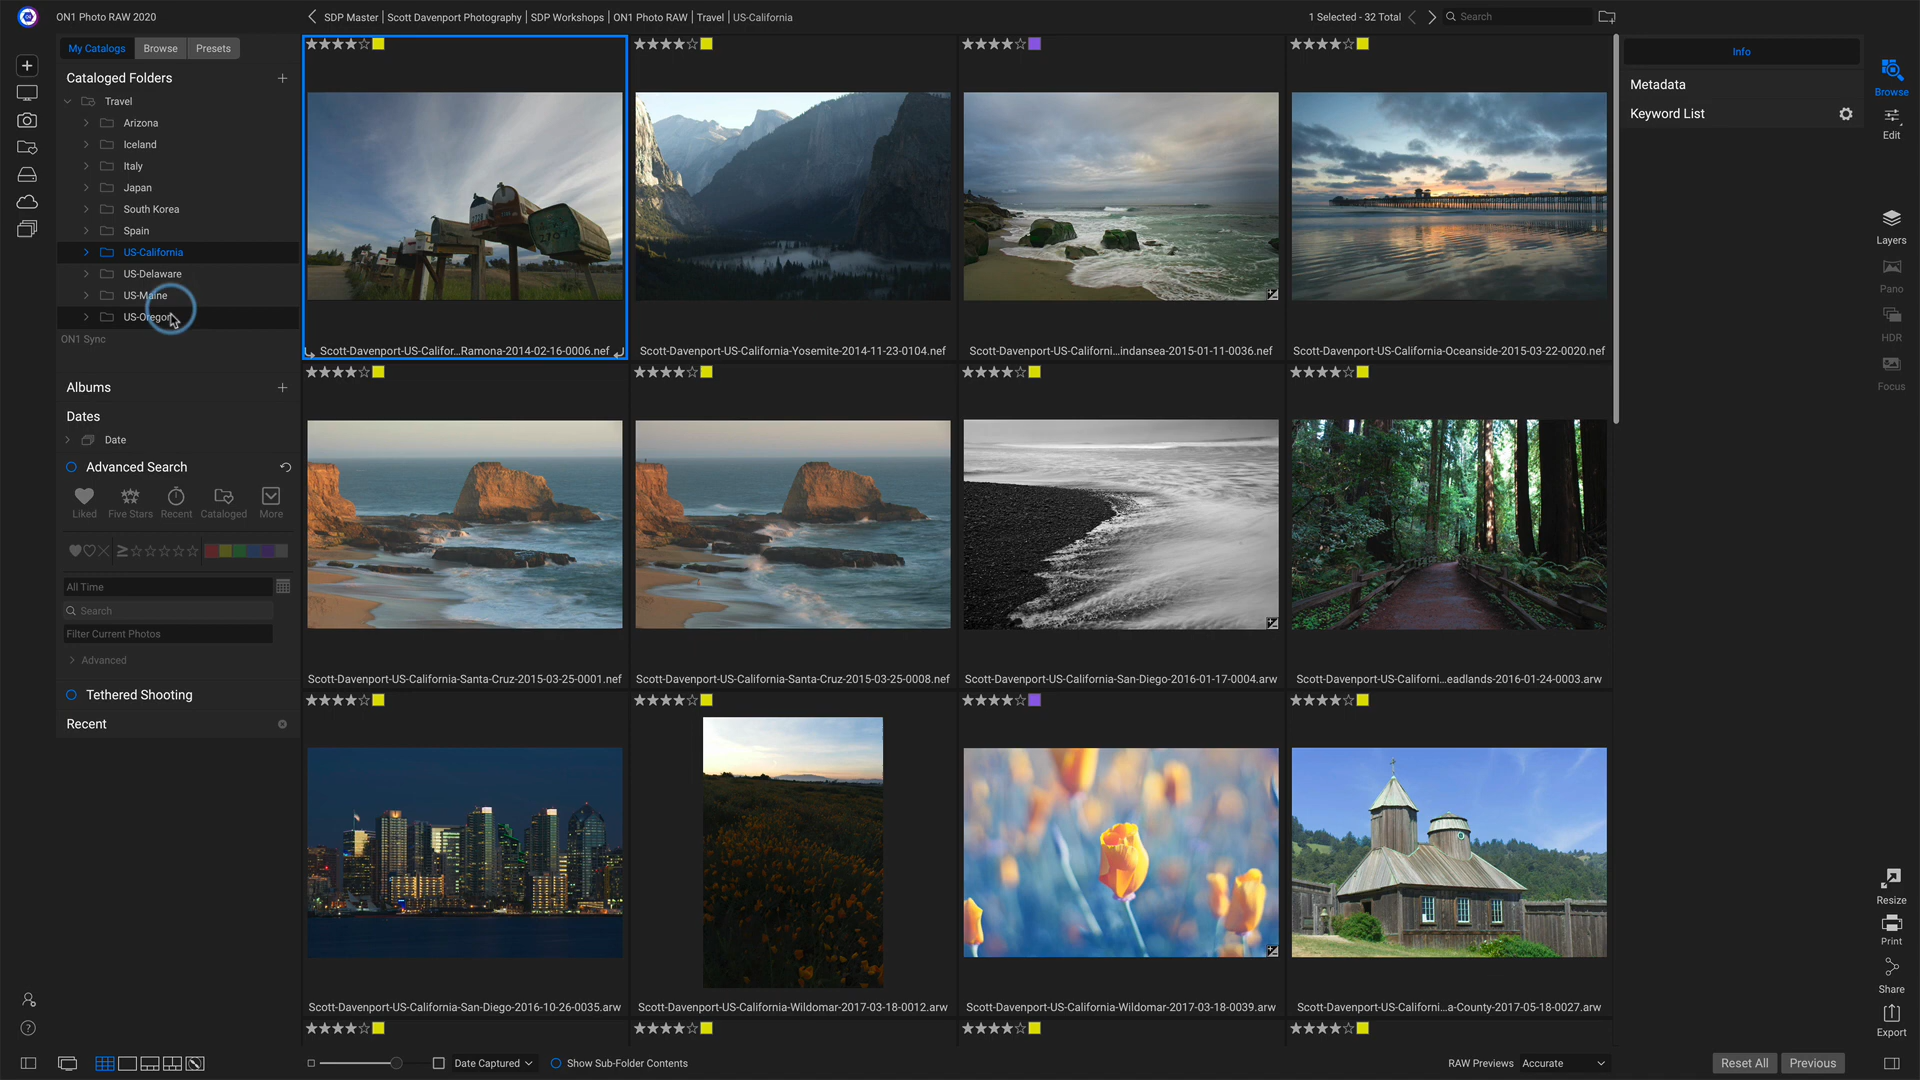 ON1 Photo RAW 2020
SDP Master | Scott Davenport Photography | SDP Workshops | ON1 Photo RAW | Travel | US-California
1 Selected - 32 Total
Search
My Catalogs
Browse
Presets
Cataloged Folders
Travel
Arizona
Iceland
Italy
Japan
South Korea
Spain
US-California
US-Delaware
US-Maine
US-Oregon
ON1 Sync
Albums
Dates
Date
Advanced Search
Liked
Five Stars
Recent
Cataloged
More
All Time
Search
Filter Current Photos
Advanced
Tethered Shooting
Recent
Scott-Davenport-US-Califor...Ramona-2014-02-16-0006.nef
Scott-Davenport-US-California-Yosemite-2014-11-23-0104.nef
Scott-Davenport-US-Californi...indansea-2015-01-11-0036.nef
Scott-Davenport-US-California-Oceanside-2015-03-22-0020.nef
Scott-Davenport-US-California-Santa-Cruz-2015-03-25-0001.nef
Scott-Davenport-US-California-Santa-Cruz-2015-03-25-0008.nef
Scott-Davenport-US-California-San-Diego-2016-01-17-0004.arw
Scott-Davenport-US-Californi...eadlands-2016-01-24-0003.arw
Scott-Davenport-US-California-San-Diego-2016-10-26-0035.arw
Scott-Davenport-US-California-Wildomar-2017-03-18-0012.arw
Scott-Davenport-US-California-Wildomar-2017-03-18-0039.arw
Scott-Davenport-US-Californi...a-County-2017-05-18-0027.arw
Info
Metadata
Keyword List
Browse
Edit
Layers
Pano
HDR
Focus
Resize
Print
Share
Export
Date Captured
Show Sub-Folder Contents
RAW Previews Accurate
Reset All
Previous